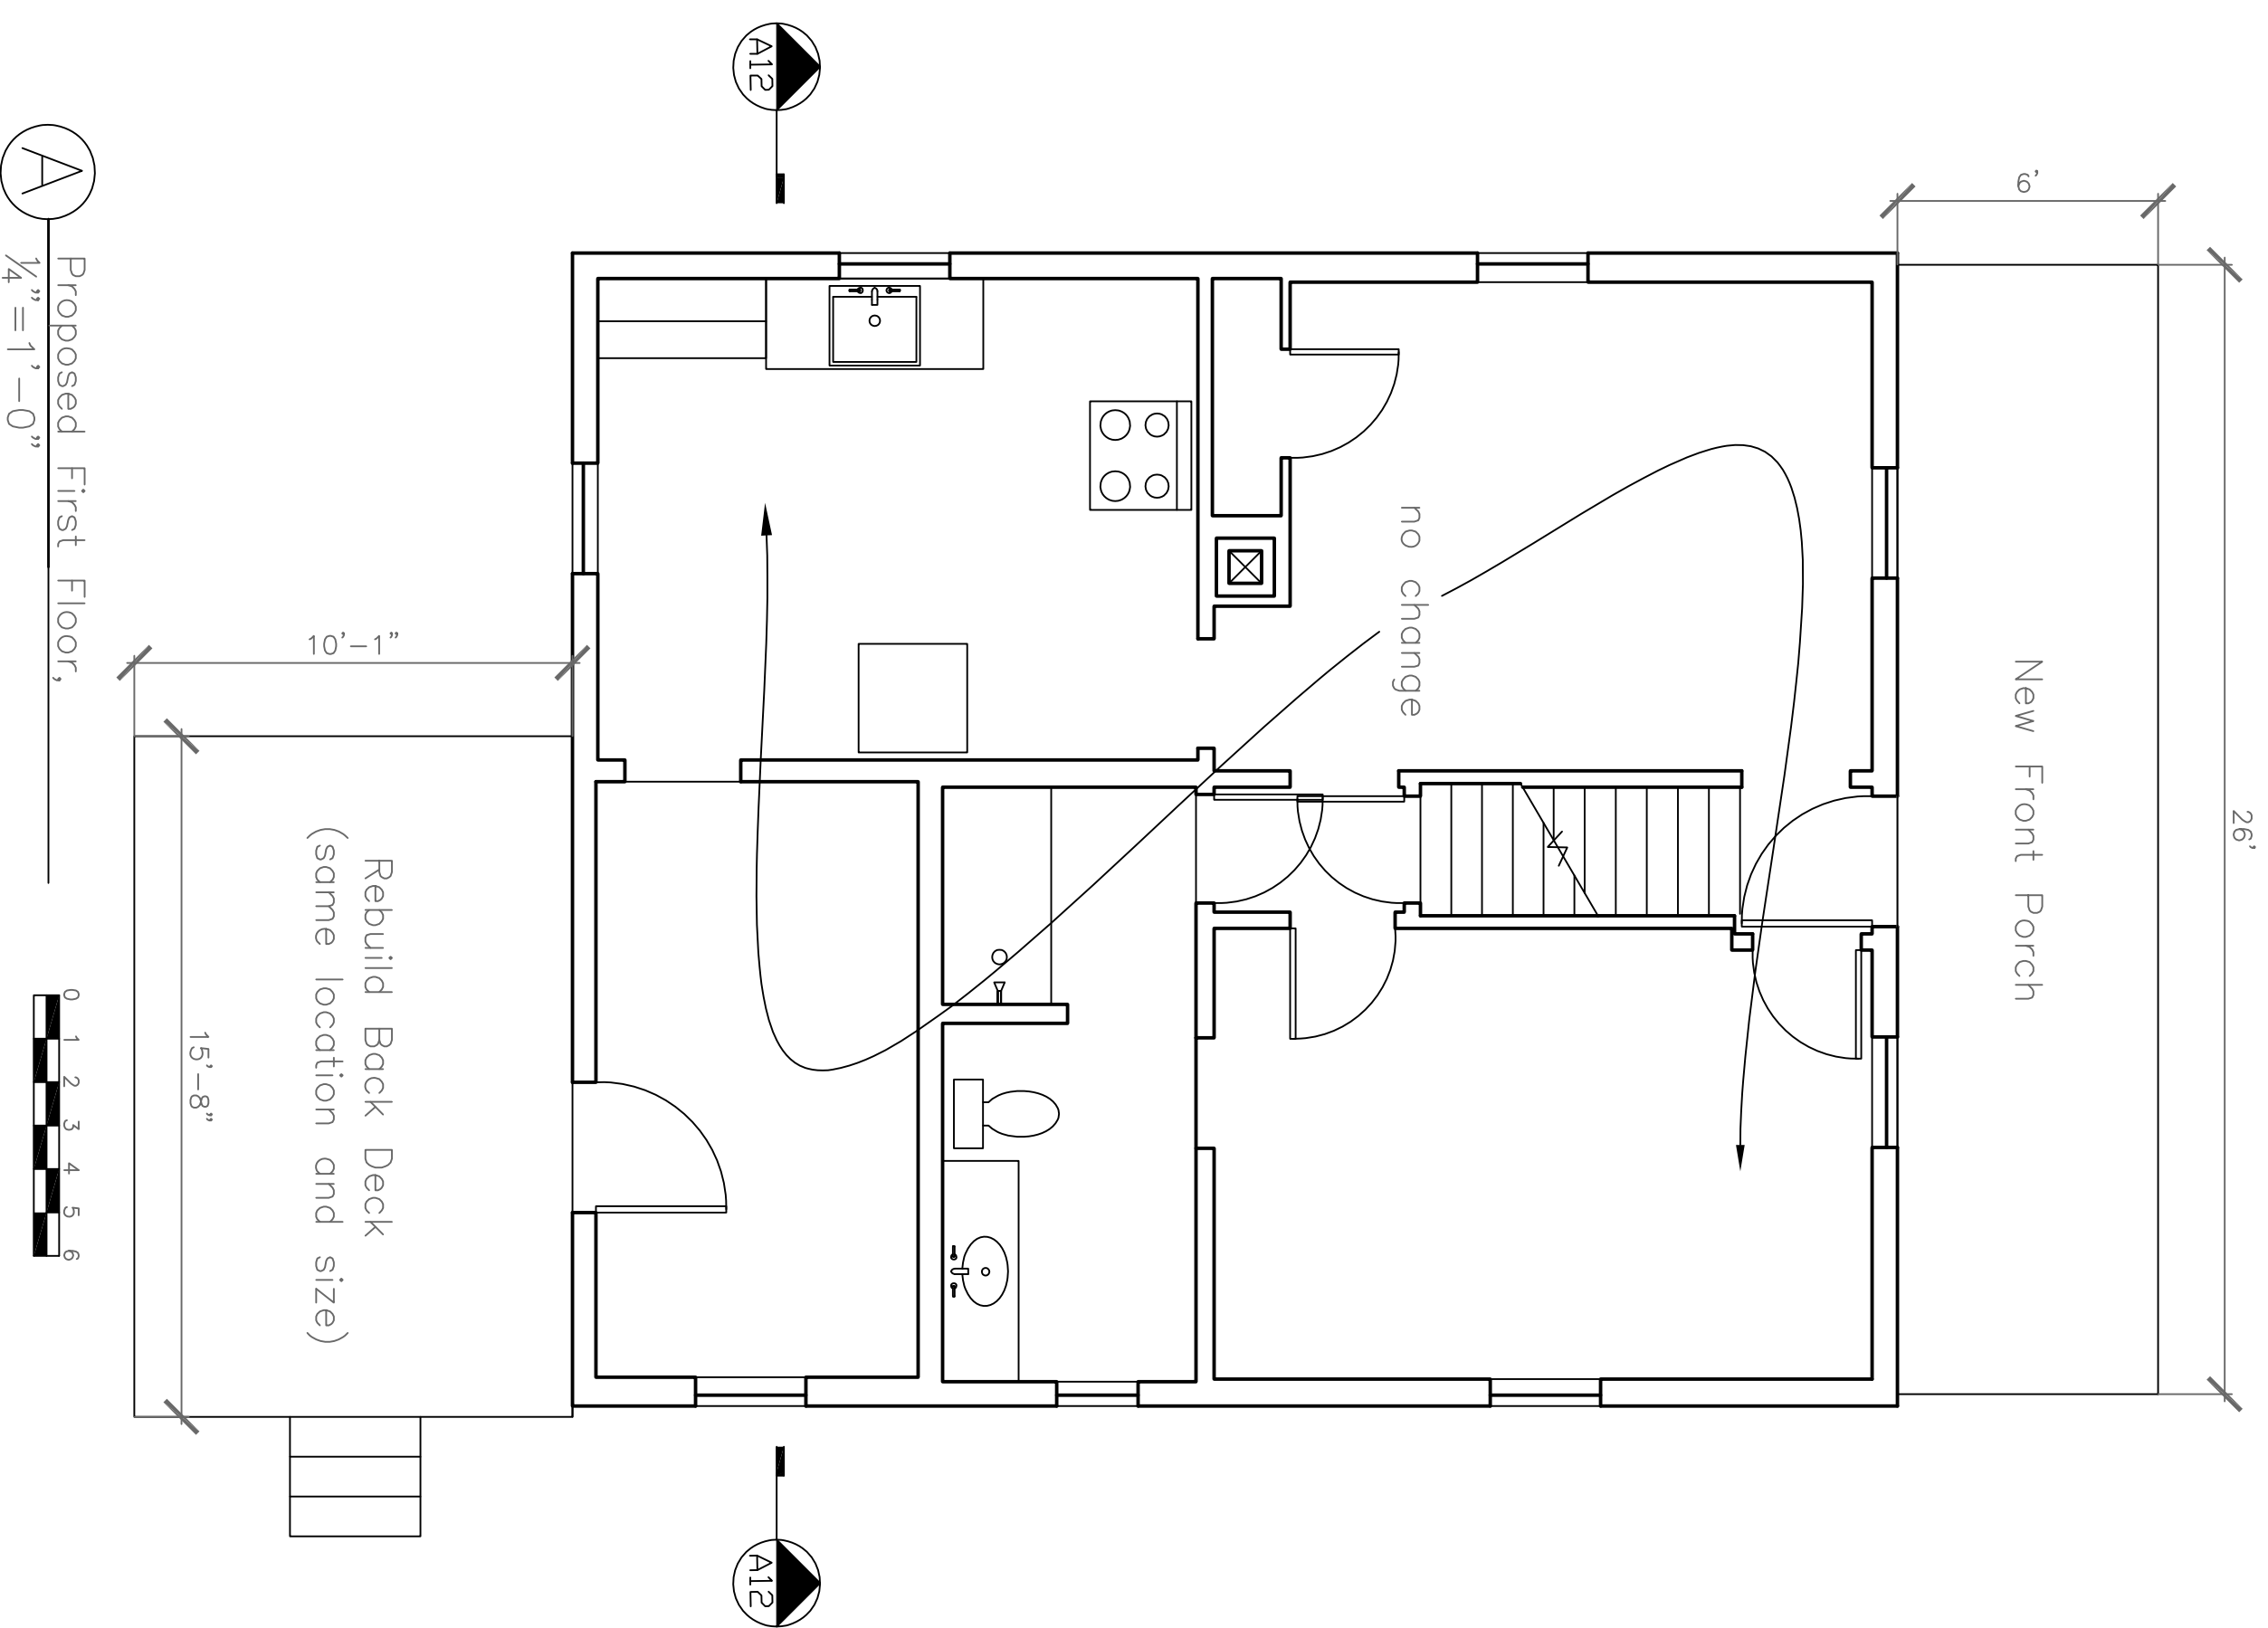 26'
6'
New Front Porch
no change
A12
A12
10'-1"
Rebuild Back Deck
(same location and size)
15'-8"
A
Proposed First Floor,
¼"=1'-0"
0 1 2 3 4 5 6